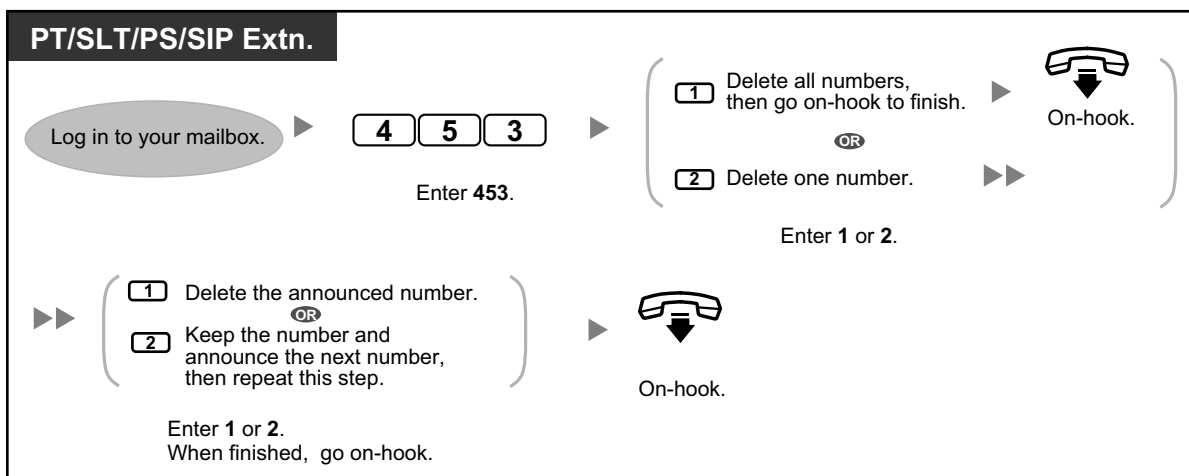 PT/SLT/PS/SIP Extn.
Log in to your mailbox.
4 5 3
Enter 453.
1 Delete all numbers,
then go on-hook to finish.
OR
2 Delete one number.
Enter 1 or 2.
On-hook.
1 Delete the announced number.
OR
2 Keep the number and
announce the next number,
then repeat this step.
Enter 1 or 2.
When finished, go on-hook.
On-hook.